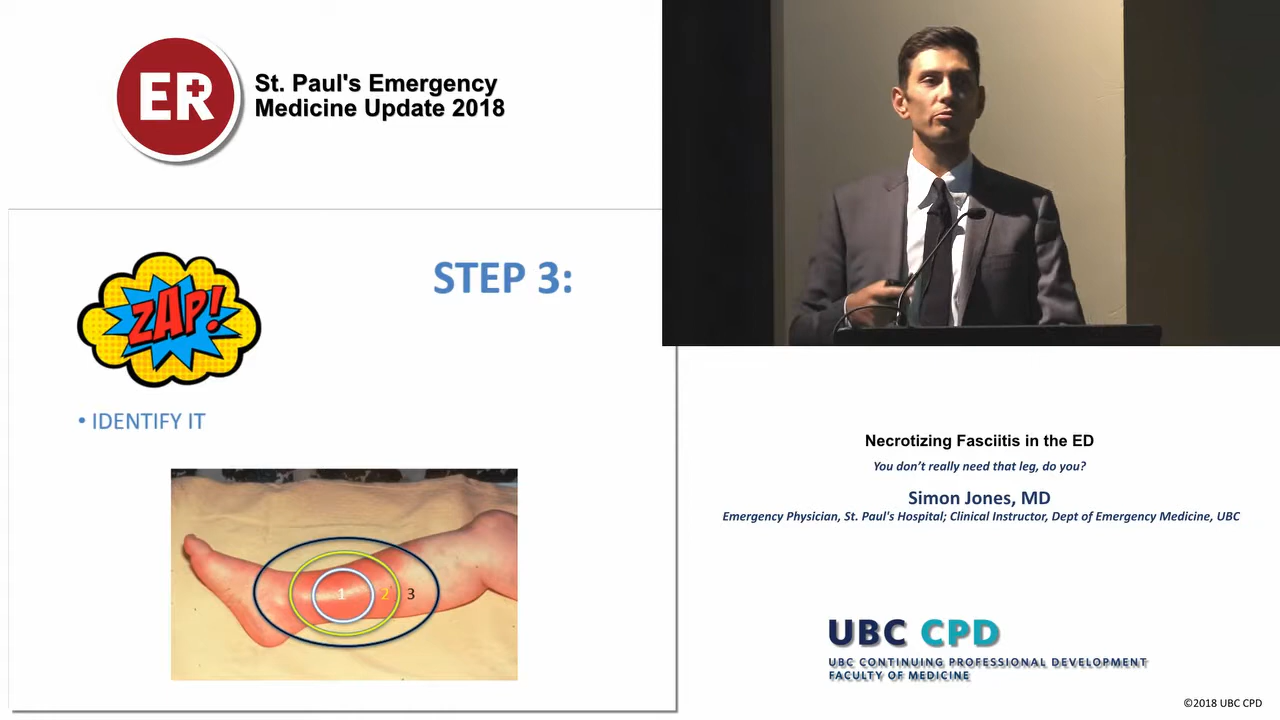 ER
St. Paul's Emergency
Medicine Update 2018
STEP 3:
ZAP!
• IDENTIFY IT
1 2 3
Necrotizing Fasciitis in the ED
You don't really need that leg, do you?
Simon Jones, MD
Emergency Physician, St. Paul's Hospital; Clinical Instructor, Dept of Emergency Medicine, UBC
UBC CPD
UBC CONTINUING PROFESSIONAL DEVELOPMENT
FACULTY OF MEDICINE
©2018 UBC CPD